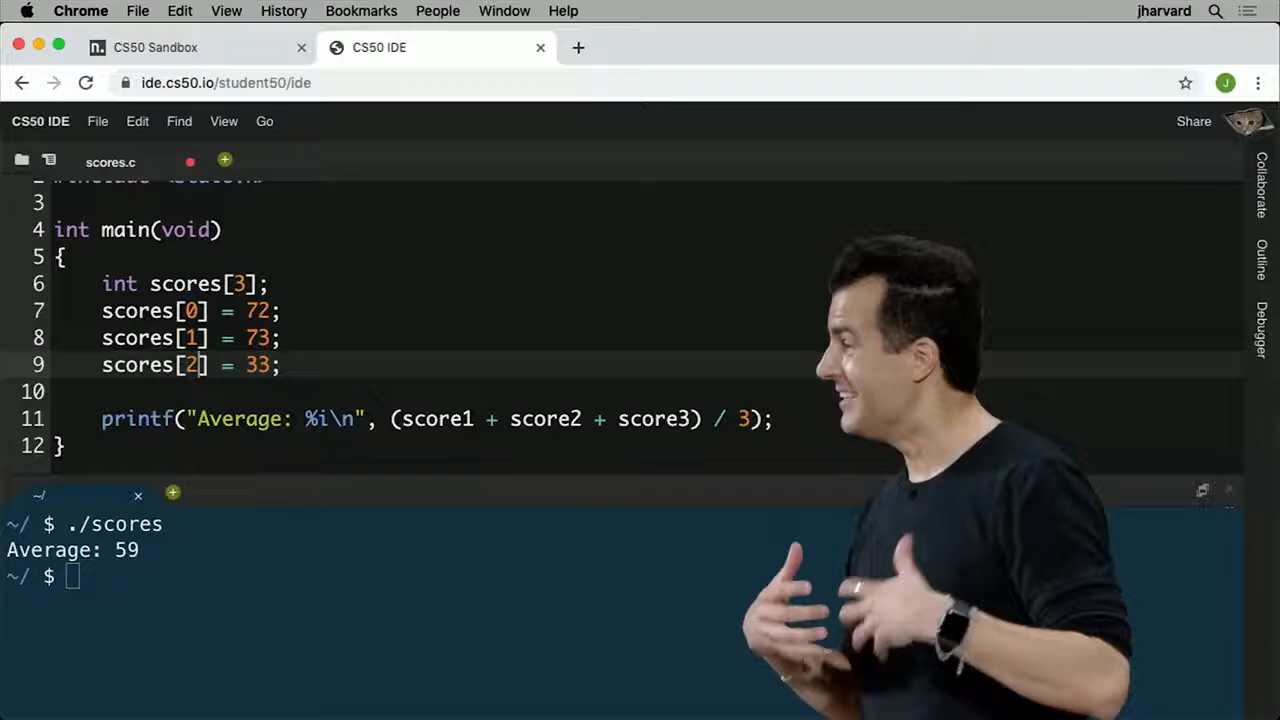 Chrome File Edit View History Bookmarks People Window Help jharvard
CS50 Sandbox CS50 IDE
ide.cs50.io/student50/ide J
CS50 IDE File Edit Find View Go Share
scores.c
2
3
4 int main(void)
5 {
6 int scores[3];
7 scores[0] = 72;
8 scores[1] = 73;
9 scores[2] = 33;
10
11 printf("Average: %i\n", (score1 + score2 + score3) / 3);
12 }
Collaborate
Outline
Debugger
~/
~/ $ ./scores
Average: 59
~/ $